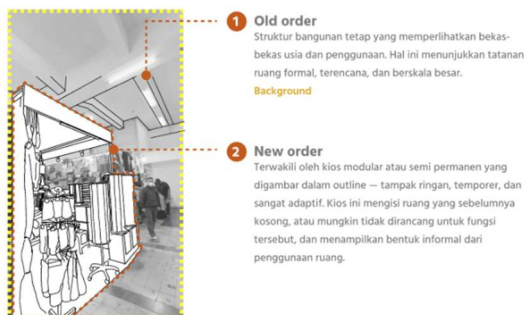 1 Old order
Struktur bangunan tetap yang memperlihatkan bekas-
bekas usia dan penggunaan. Hal ini menunjukkan tatanan
ruang formal, terencana, dan berskala besar.
Background
2 New order
Terwakili oleh kios modular atau semi permanen yang
digambar dalam outline — tampak ringan, temporer, dan
sangat adaptif. Kios ini mengisi ruang yang sebelumnya
kosong, atau mungkin tidak dirancang untuk fungsi
tersebut, dan menampilkan bentuk informal dari
penggunaan ruang.